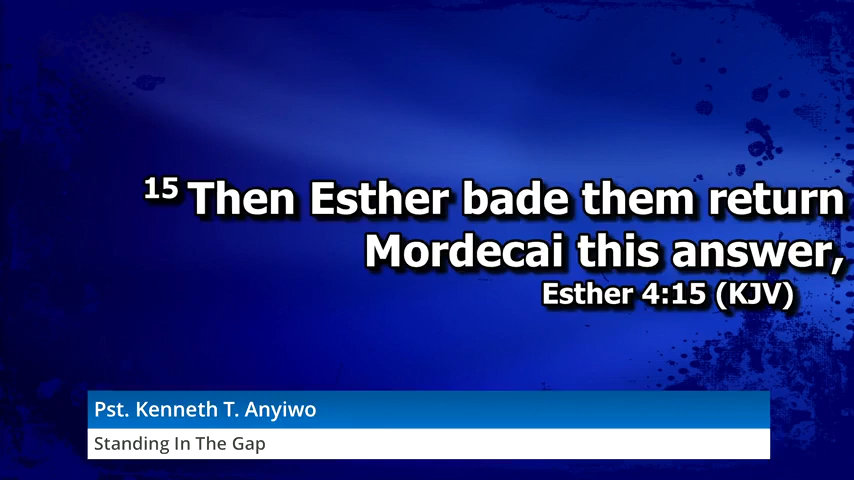 15 Then Esther bade them return
Mordecai this answer,
Esther 4:15 (KJV)
Pst. Kenneth T. Anyiwo
Standing In The Gap